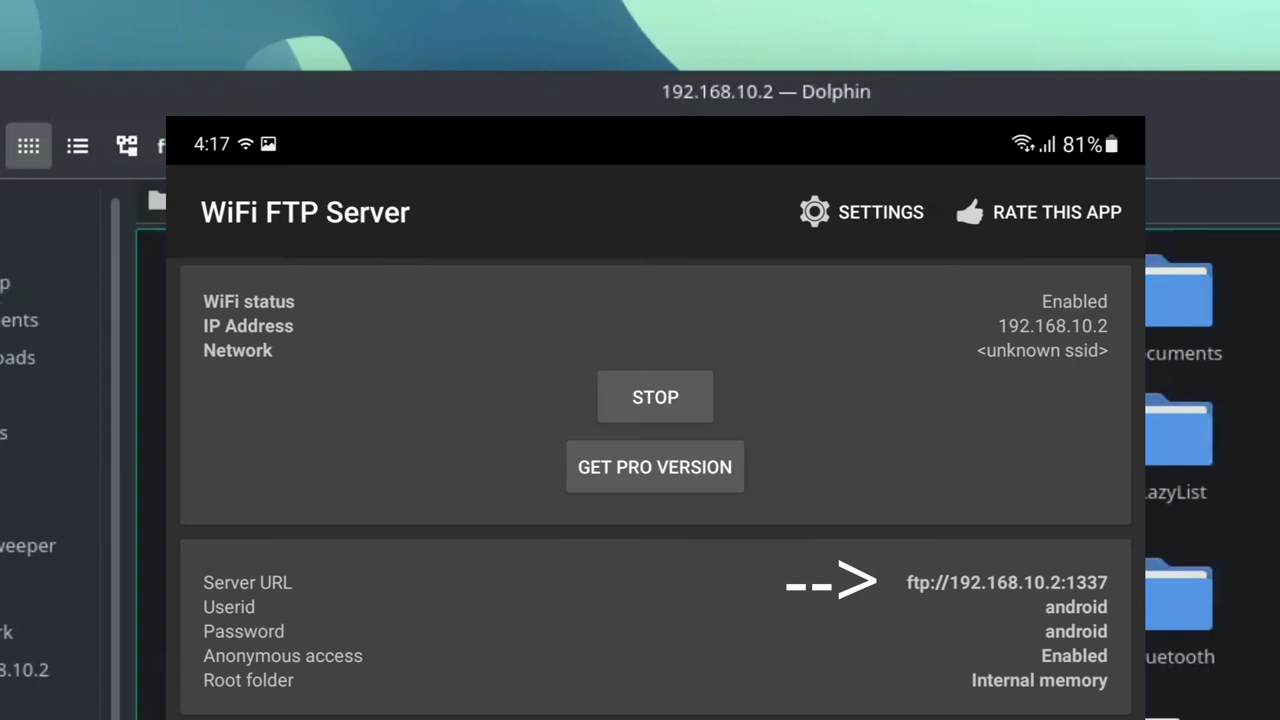 192.168.10.2 — Dolphin
4:17
81%
WiFi FTP Server
SETTINGS
RATE THIS APP
WiFi status
Enabled
IP Address
192.168.10.2
Network
<unknown ssid>
STOP
GET PRO VERSION
Server URL
-->
ftp://192.168.10.2:1337
Userid
android
Password
android
Anonymous access
Enabled
Root folder
Internal memory
p
ents
oads
s
weeper
rk
8.10.2
cuments
azyList
uetooth